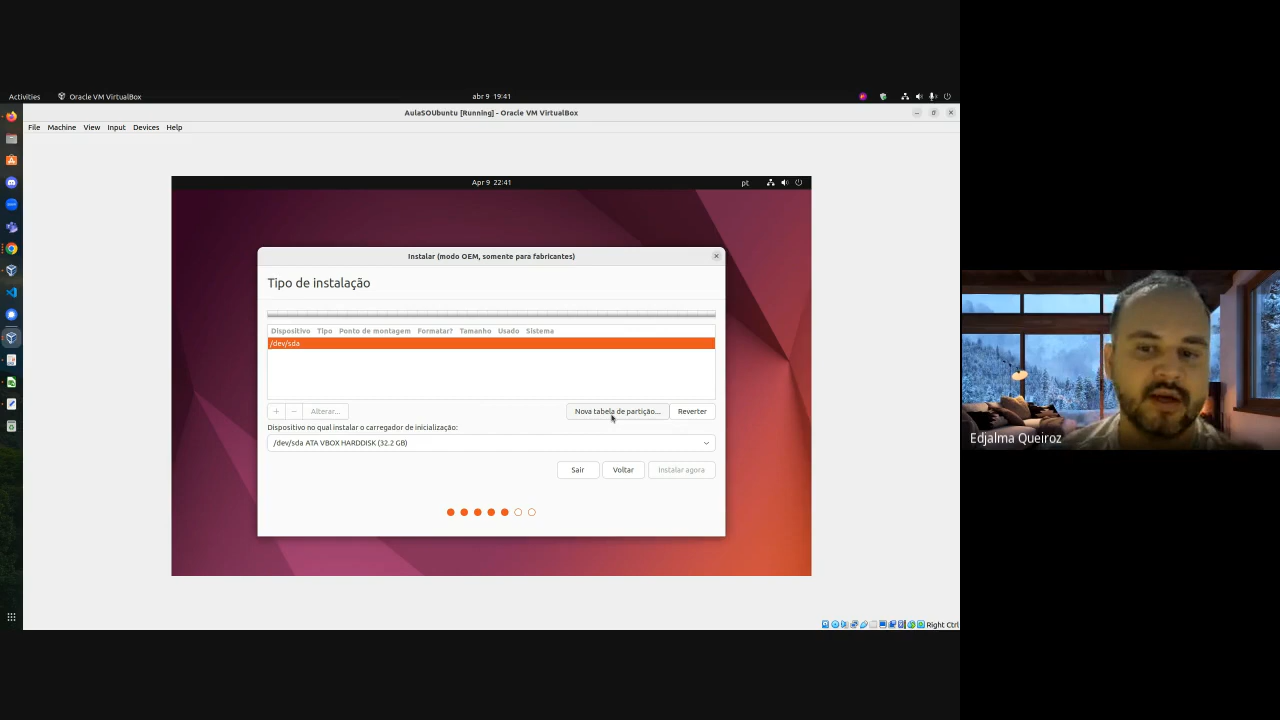 Activities Oracle VM VirtualBox abr 9 19:41
AulaSOUbuntu [Running] - Oracle VM VirtualBox
File Machine View Input Devices Help
Apr 9 22:41 pt
Instalar (modo OEM, somente para fabricantes)
Tipo de instalação
Dispositivo Tipo Ponto de montagem Formatar? Tamanho Usado Sistema
/dev/sda
+ − Alterar... Nova tabela de partição... Reverter
Dispositivo no qual instalar o carregador de inicialização:
/dev/sda ATA VBOX HARDDISK (32.2 GB)
Sair Voltar Instalar agora
Right Ctrl
Edjalma Queiroz